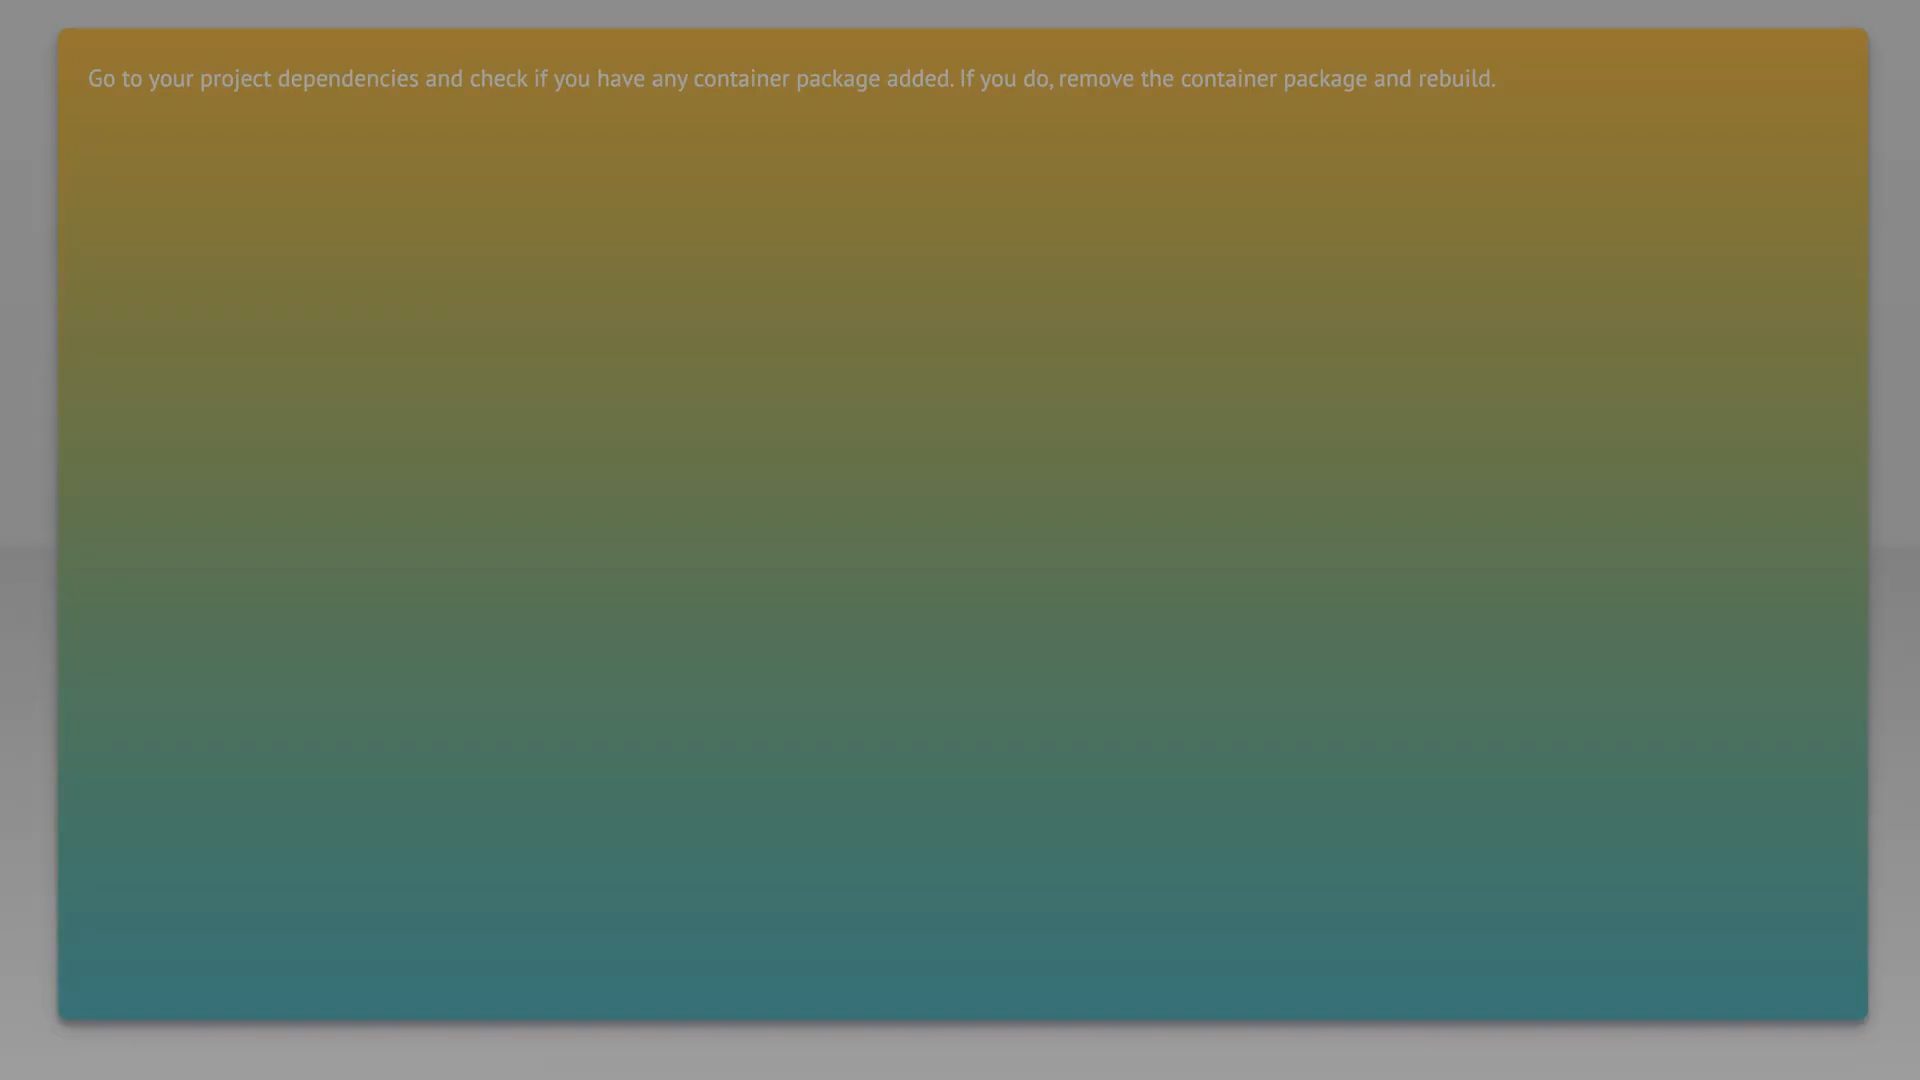 Go to your project dependencies and check if you have any container package added. If you do, remove the container package and rebuild.